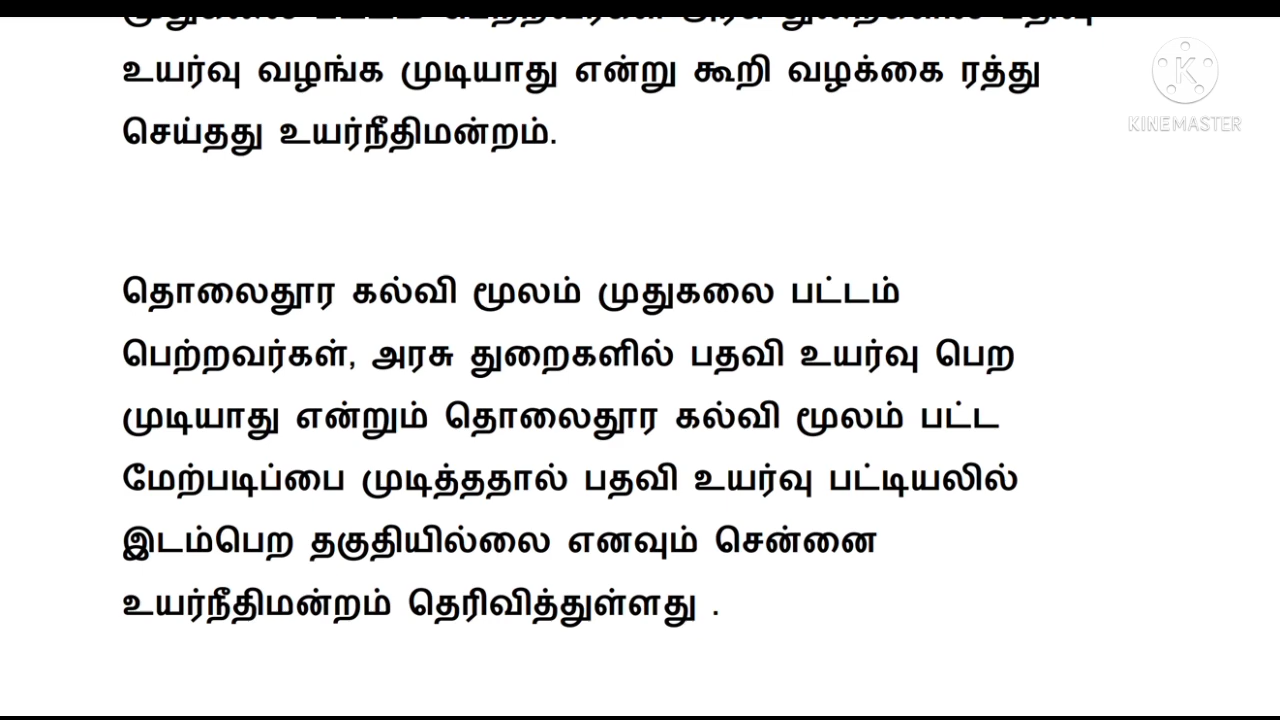 உயர்வு வழங்க முடியாது என்று கூறி வழக்கை ரத்து
செய்தது உயர்நீதிமன்றம்.
KINEMASTER
தொலைதூர கல்வி மூலம் முதுகலை பட்டம்
பெற்றவர்கள், அரசு துறைகளில் பதவி உயர்வு பெற
முடியாது என்றும் தொலைதூர கல்வி மூலம் பட்ட
மேற்படிப்பை முடித்ததால் பதவி உயர்வு பட்டியலில்
இடம்பெற தகுதியில்லை எனவும் சென்னை
உயர்நீதிமன்றம் தெரிவித்துள்ளது .